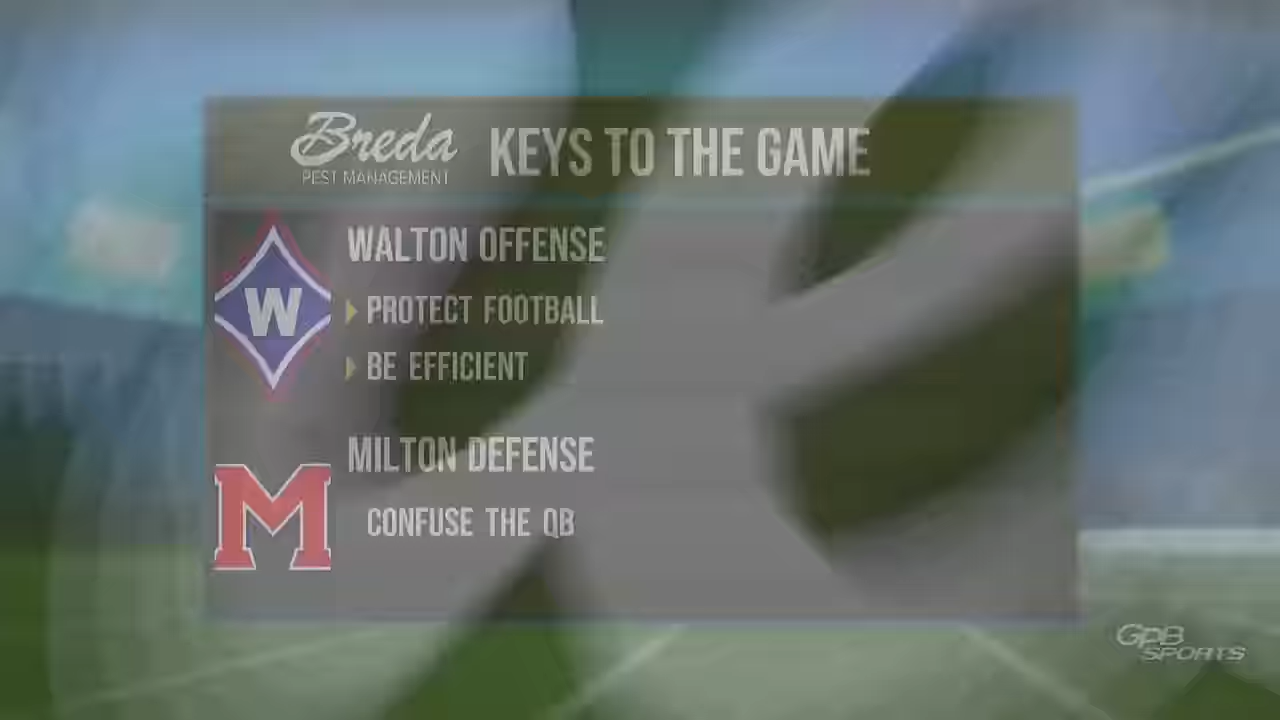 Breda
PEST MANAGEMENT
KEYS TO THE GAME
W
WALTON OFFENSE
PROTECT FOOTBALL
BE EFFICIENT
M
MILTON DEFENSE
CONFUSE THE QB
GPB
SPORTS